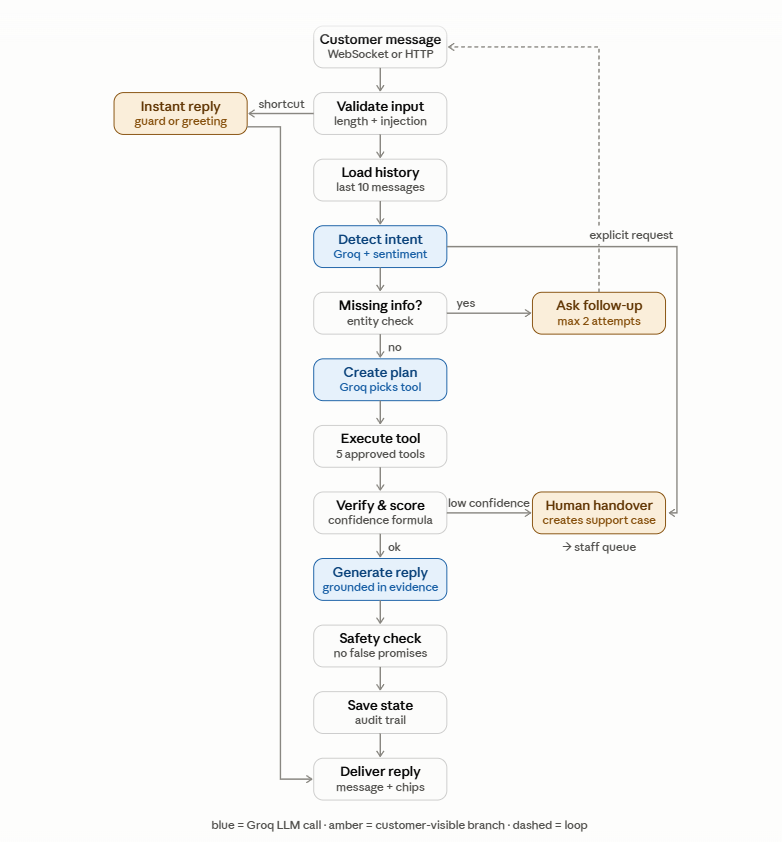 Customer message
WebSocket or HTTP
Instant reply
guard or greeting
shortcut
Validate input
length + injection
Load history
last 10 messages
Detect intent
Groq + sentiment
explicit request
Missing info?
entity check
yes
Ask follow-up
max 2 attempts
no
Create plan
Groq picks tool
Execute tool
5 approved tools
Verify & score
confidence formula
low confidence
Human handover
creates support case
→ staff queue
ok
Generate reply
grounded in evidence
Safety check
no false promises
Save state
audit trail
Deliver reply
message + chips
blue = Groq LLM call · amber = customer-visible branch · dashed = loop